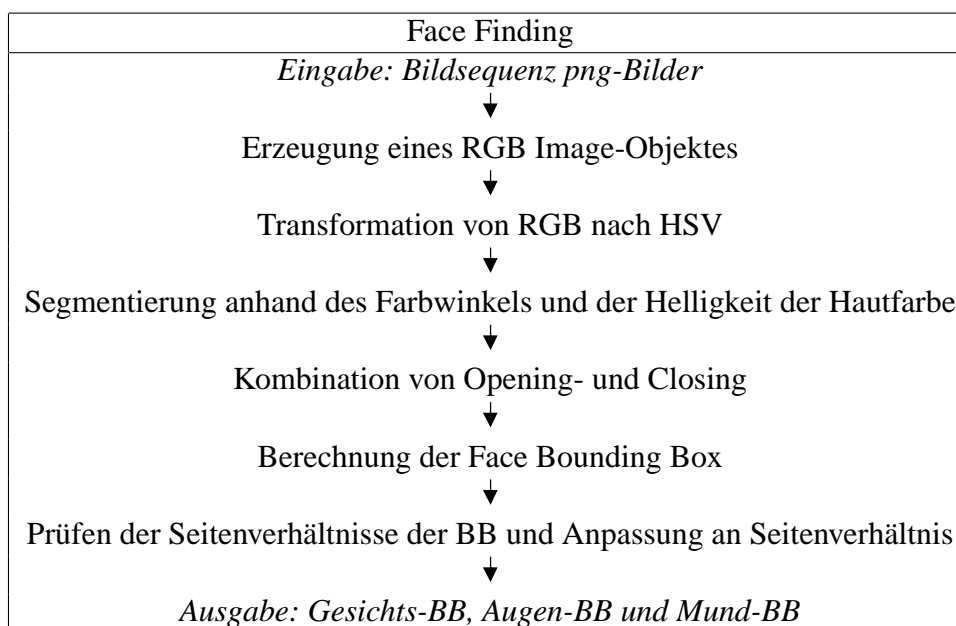 Face Finding
Eingabe: Bildsequenz png-Bilder
Erzeugung eines RGB Image-Objektes
Transformation von RGB nach HSV
Segmentierung anhand des Farbwinkels und der Helligkeit der Hautfarbe
Kombination von Opening- und Closing
Berechnung der Face Bounding Box
Prüfen der Seitenverhältnisse der BB und Anpassung an Seitenverhältnis
Ausgabe: Gesichts-BB, Augen-BB und Mund-BB